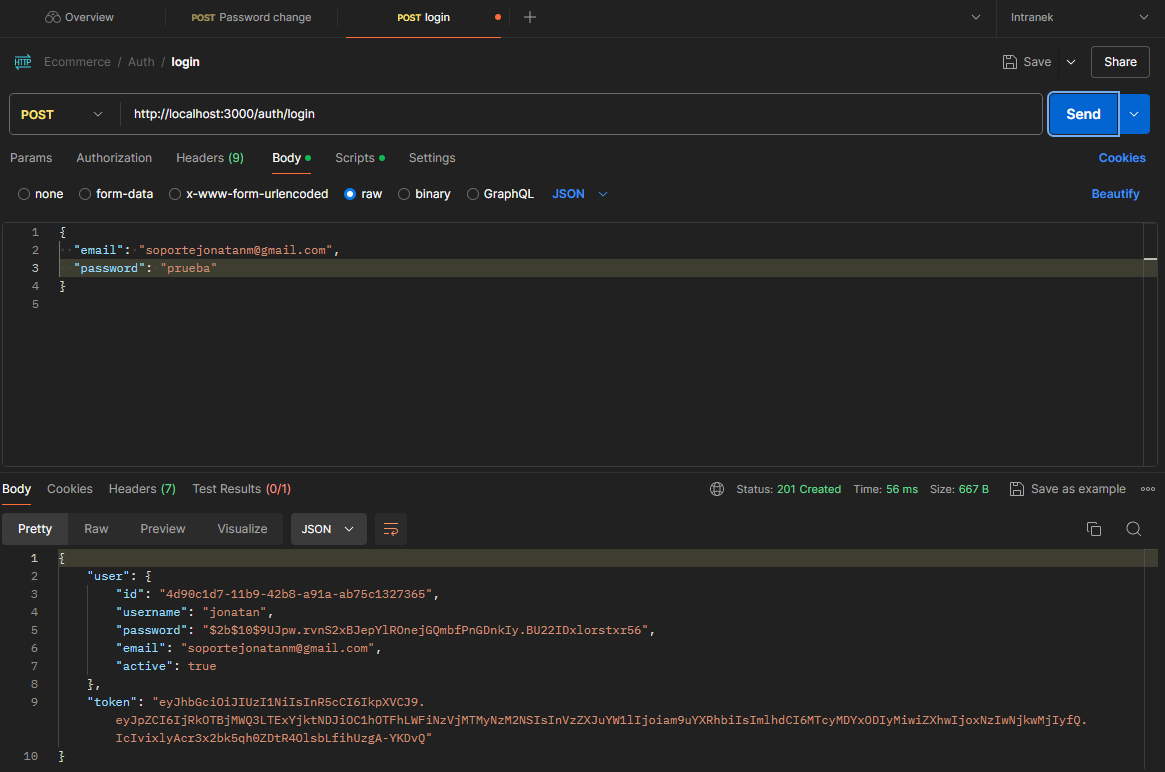 Overview POST Password change POST login Intranek
HTTP Ecommerce / Auth / login Save Share
POST http://localhost:3000/auth/login Send
Params Authorization Headers (9) Body Scripts Settings Cookies
none form-data x-www-form-urlencoded raw binary GraphQL JSON Beautify
1 {
2 "email": "soportejonatanm@gmail.com",
3 "password": "prueba"
4 }
5
Body Cookies Headers (7) Test Results (0/1) Status: 201 Created Time: 56 ms Size: 667 B Save as example
Pretty Raw Preview Visualize JSON
1 {
2 "user": {
3 "id": "4d90c1d7-11b9-42b8-a91a-ab75c1327365",
4 "username": "jonatan",
5 "password": "$2b$10$9UJpw.rvnS2xBJepYlROnejGQmbfPnGDnkIy.BU22IDxlorstxr56",
6 "email": "soportejonatanm@gmail.com",
7 "active": true
8 },
9 "token": "eyJhbGciOiJIUzI1NiIsInR5cCI6IkpXVCJ9.
eyJpZCI6IjRkOTBjMWQ3LTExYjktNDJiOC1hOTFhLWFiNzVjMTMyNzM2NSIsInVzZXJuYW1lIjoiam9uYXRhbiIsImlhdCI6MTcyMDYxODIyMiwiZXhwIjoxNzIwNjkwMjIyfQ.
IcIvixlyAcr3x2bk5qh0ZDtR4OlsbLfihUzgA-YKDvQ"
10 }